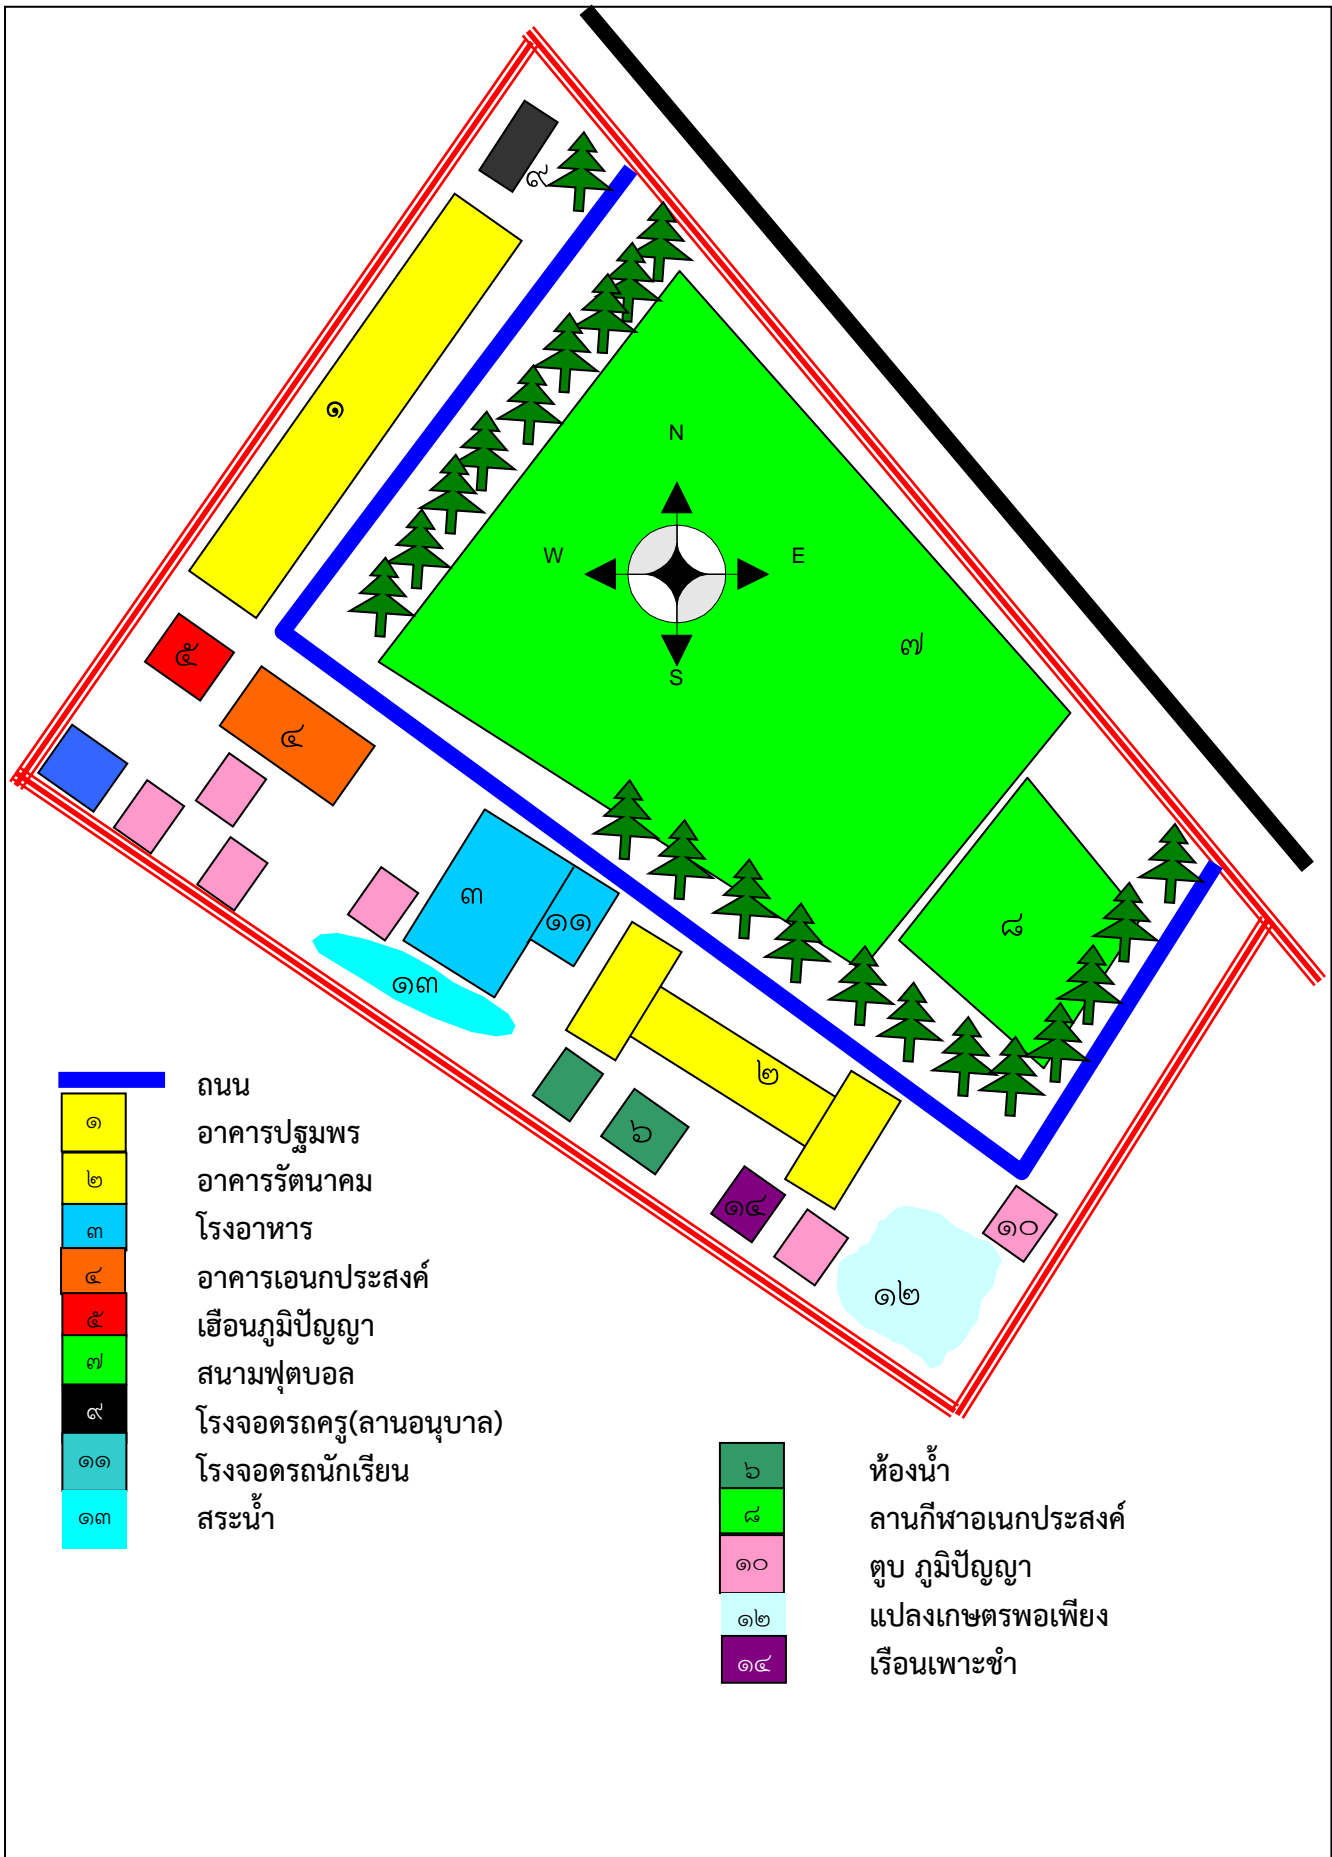 ๙
๑
N
W
E
๗
S
๕
๔
๓
๑๑
๘
๑๓
๒
๖
๑๔
๑๐
๑๒
ถนน
๑ อาคารปฐมพร
๒ อาคารรัตนาคม
๓ โรงอาหาร
๔ อาคารเอนกประสงค์
๕ เฮือนภูมิปัญญา
๗ สนามฟุตบอล
๙ โรงจอดรถครู(ลานอนุบาล)
๑๑ โรงจอดรถนักเรียน
๑๓ สระน้ำ
๖ ห้องน้ำ
๘ ลานกีฬาอเนกประสงค์
๑๐ ตูบ ภูมิปัญญา
๑๒ แปลงเกษตรพอเพียง
๑๔ เรือนเพาะชำ